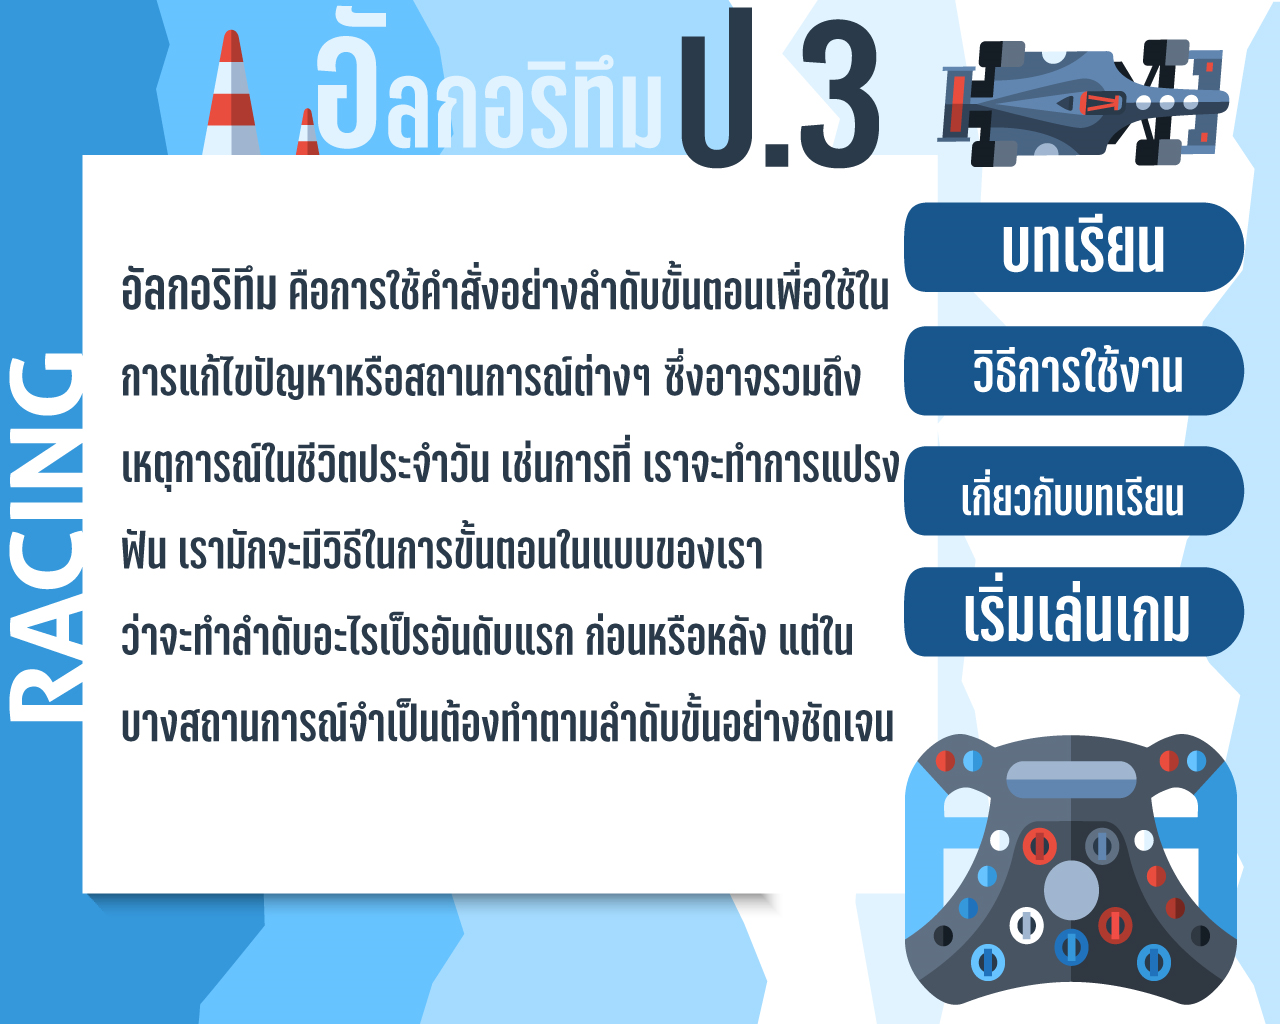 อัลกอริทึม ป.3
อัลกอริทึม คือการใช้คำสั่งอย่างลำดับขั้นตอนเพื่อใช้ใน
การแก้ไขปัญหาหรือสถานการณ์ต่างๆ ซึ่งอาจรวมถึง
เหตุการณ์ในชีวิตประจำวัน เช่นการที่ เราจะทำการแปรง
ฟัน เรามักจะมีวิธีในการขั้นตอนในแบบของเรา
ว่าจะทำลำดับอะไรเป็รอันดับแรก ก่อนหรือหลัง แต่ใน
บางสถานการณ์จำเป็นต้องทำตามลำดับขั้นอย่างชัดเจน
บทเรียน
วิธีการใช้งาน
เกี่ยวกับบทเรียน
เริ่มเล่นเกม
RACING